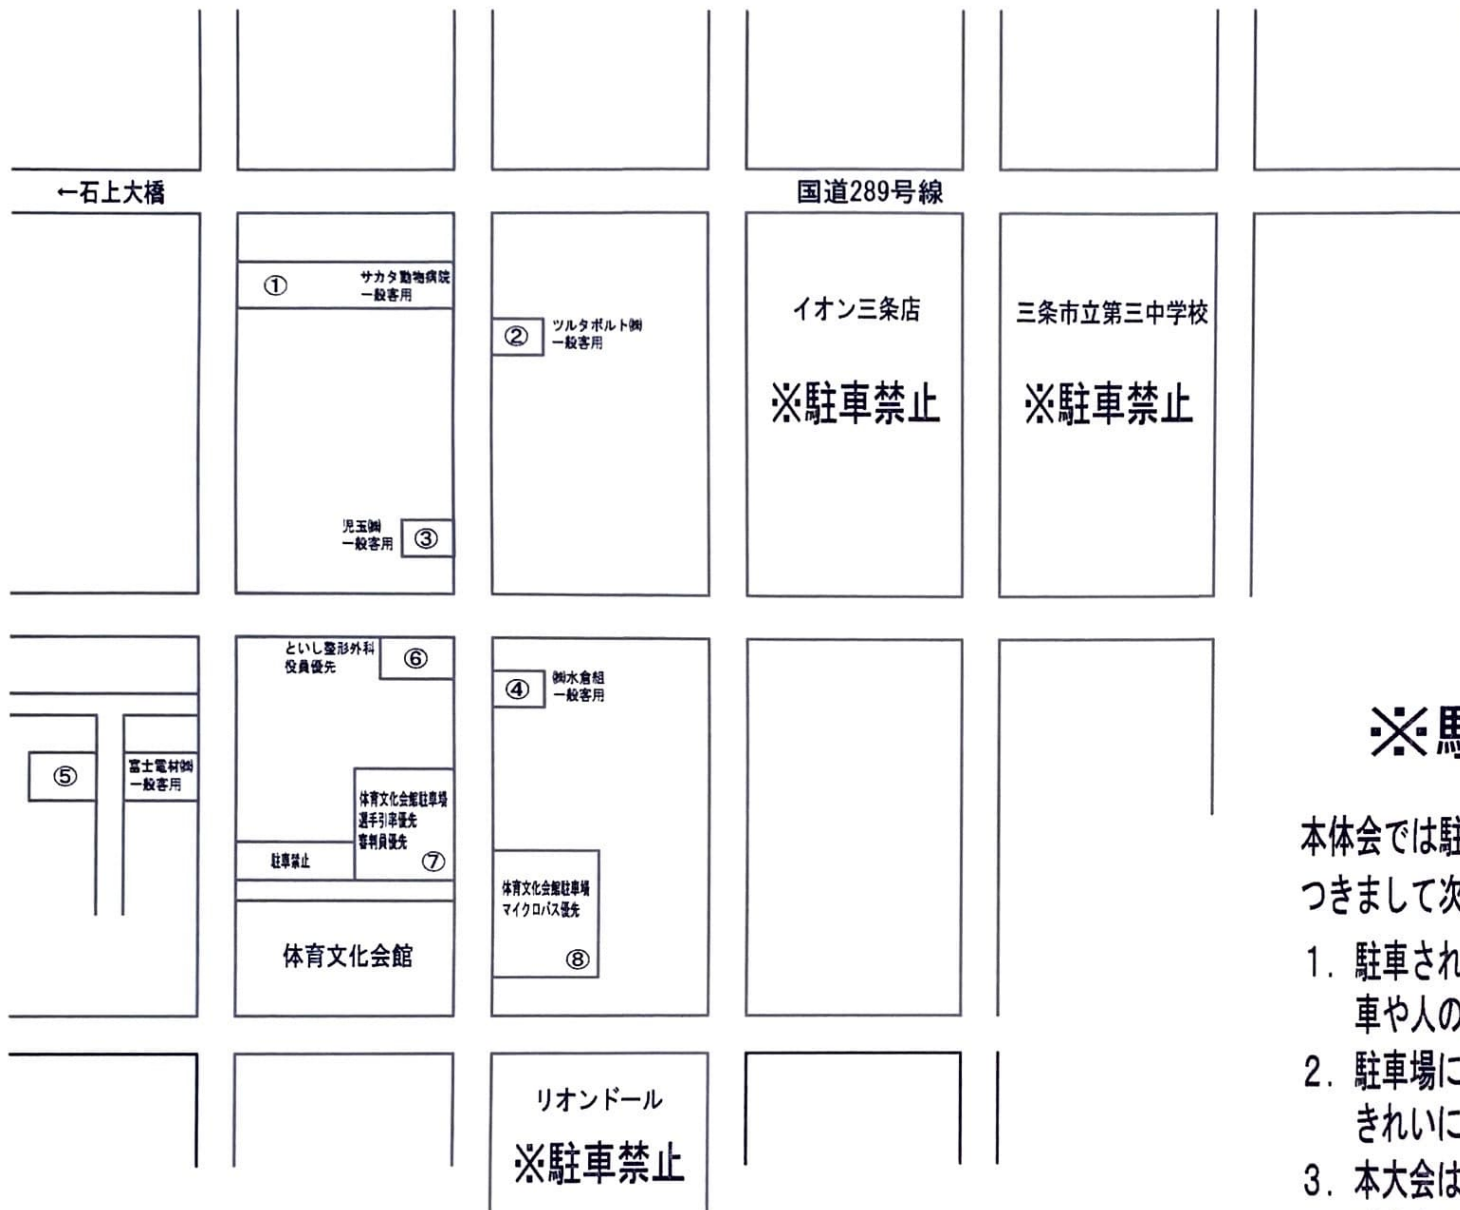 ←石上大橋
国道289号線
① サカタ動物病院
一般客用
② ツルタボルト㈱
一般客用
イオン三条店
※駐車禁止
三条市立第三中学校
※駐車禁止
児玉㈱
一般客用 ③
といし整形外科
役員優先
⑥
④ ㈱水倉組
一般客用
⑤
富士電材㈱
一般客用
体育文化会館駐車場
選手引率優先
審判員優先
⑦
駐車禁止
体育文化会館
体育文化会館駐車場
マイクロバス優先
⑧
リオンドール
※駐車禁止
※駐
本体会では駐
つきまして次
1. 駐車され
車や人の
2. 駐車場に
きれいに
3. 本大会は